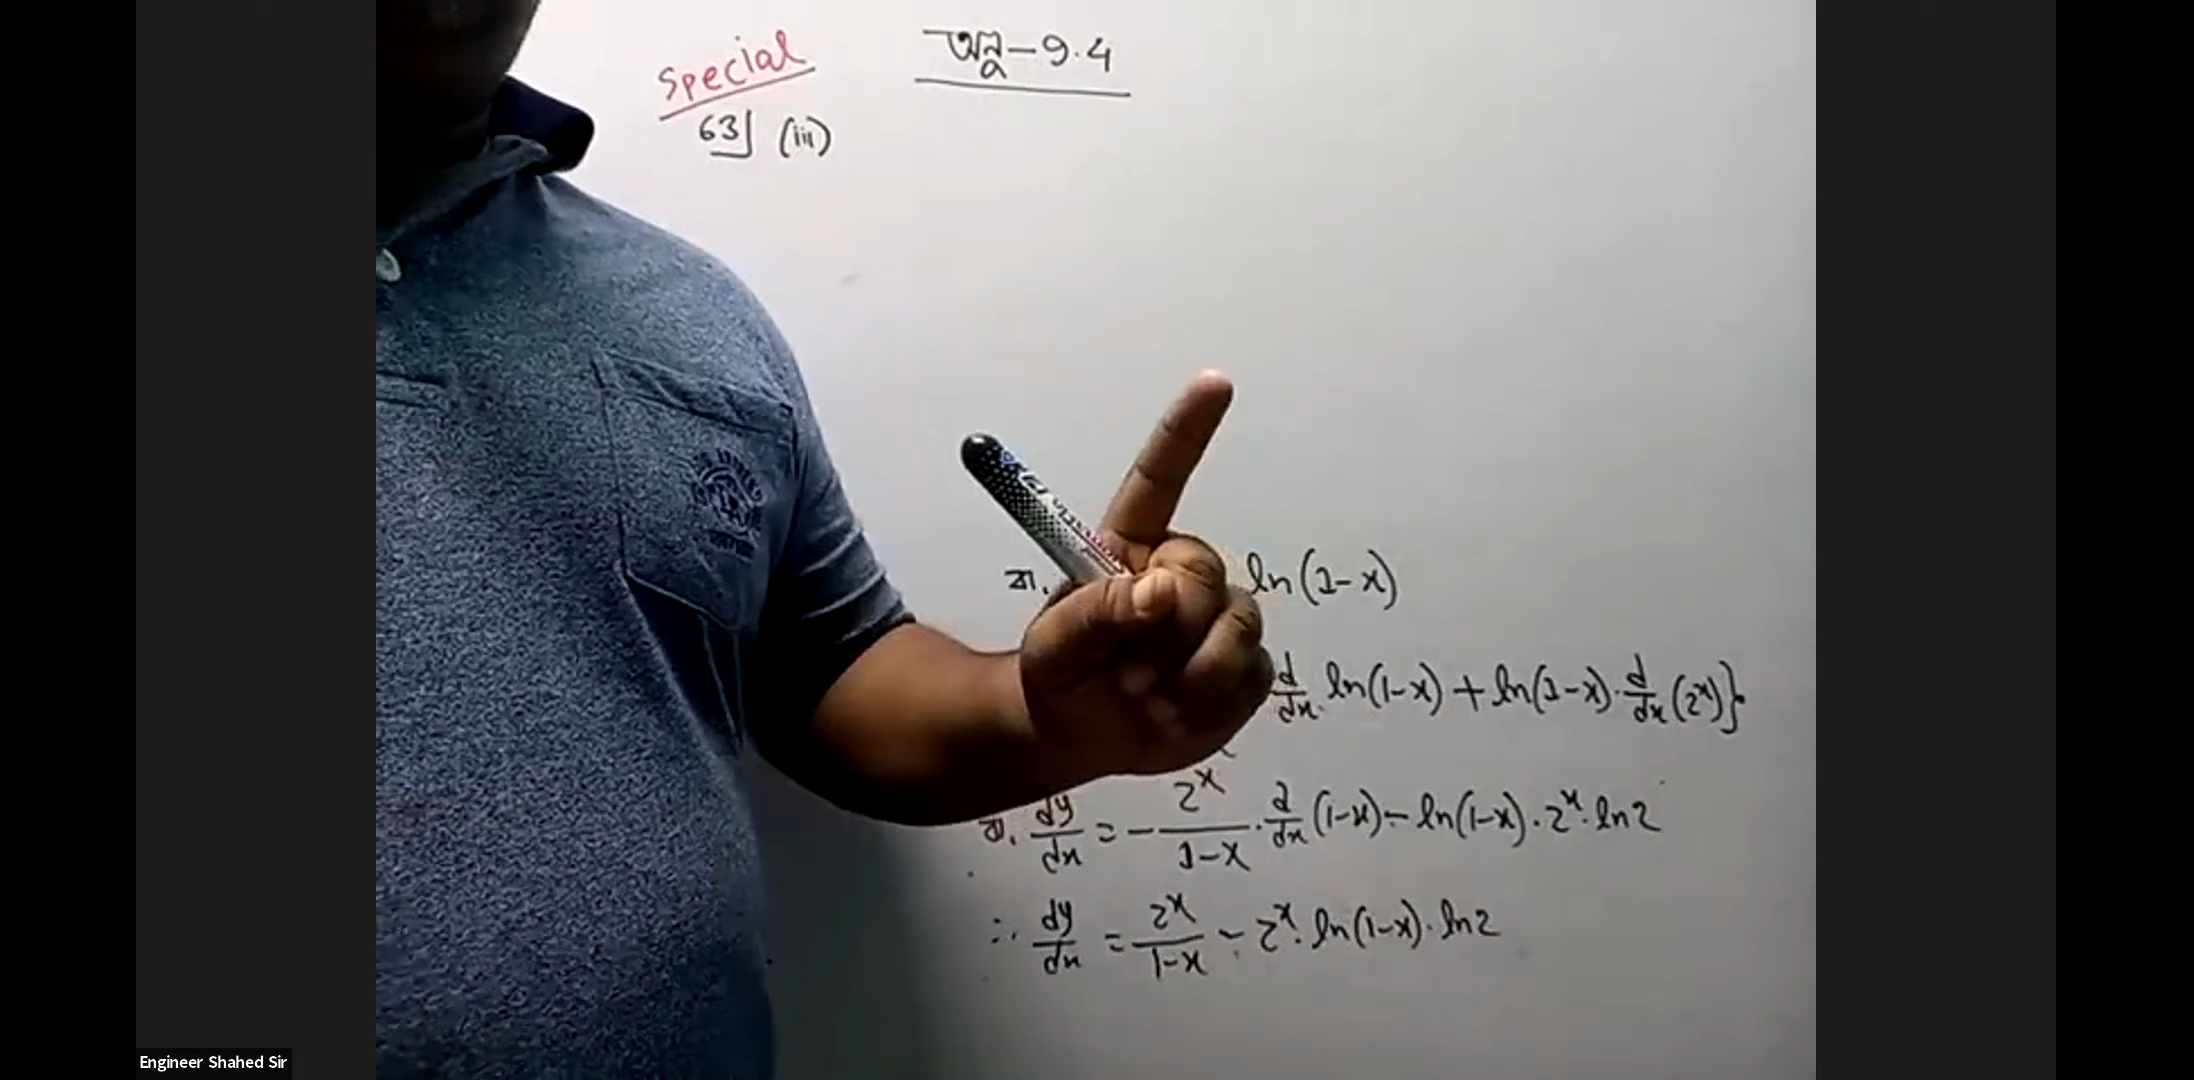 Special
অনু-9.4
63] (iii)
বা, ln(1-x)
d/dx. ln(1-x) + ln(1-x). d/dx (2^x)}
বা, dy/dx = - 2^x/1-x . d/dx (1-x) - ln(1-x). 2^x. ln2
∴ dy/dx = 2^x/1-x - 2^x. ln(1-x). ln2
Engineer Shahed Sir